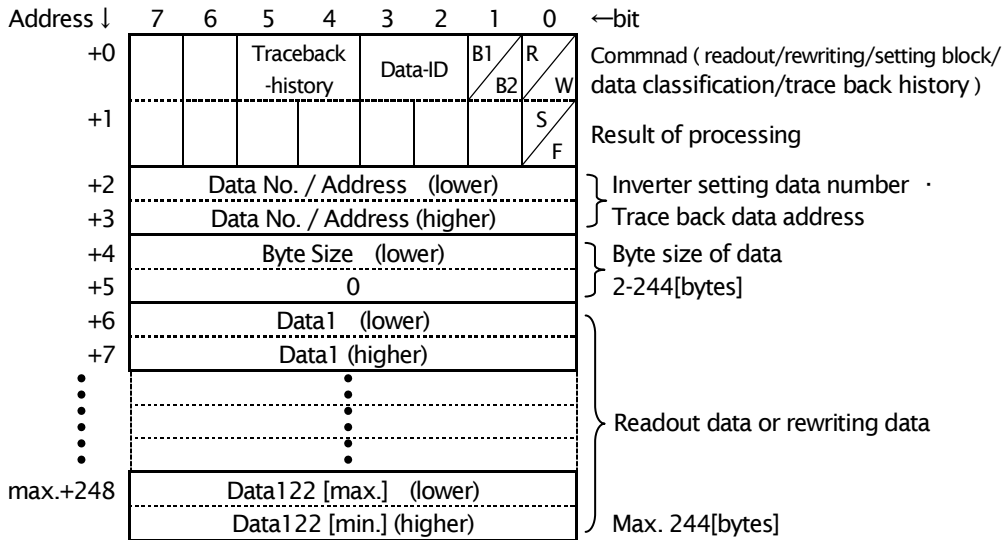 Address ↓ 7 6 5 4 3 2 1 0 ←bit
+0 Traceback Data-ID B1 R Commnad ( readout/rewriting/setting block/
-history B2 W data classification/trace back history )
+1 S Result of processing
F
+2 Data No. / Address (lower) Inverter setting data number ·
+3 Data No. / Address (higher) Trace back data address
+4 Byte Size (lower) Byte size of data
+5 0 2-244[bytes]
+6 Data1 (lower)
+7 Data1 (higher)
Readout data or rewriting data
max.+248 Data122 [max.] (lower)
Data122 [min.] (higher) Max. 244[bytes]